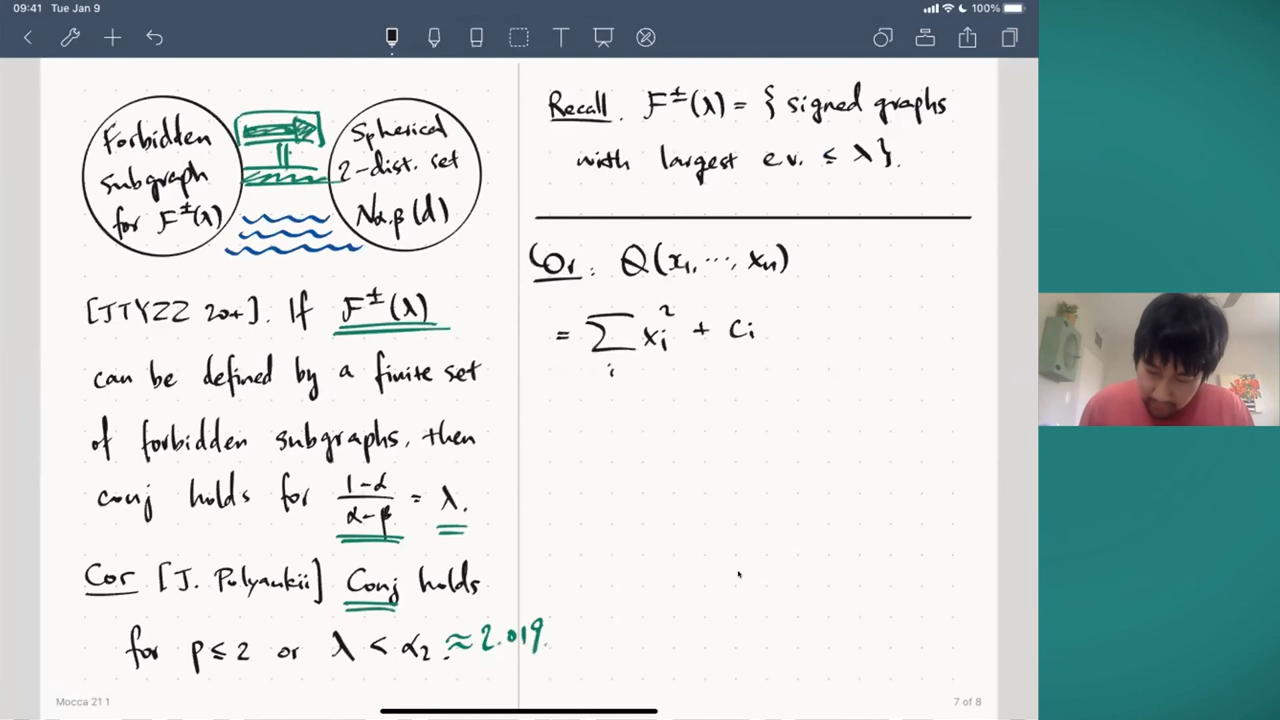 09:41 Tue Jan 9
100%
Forbidden
subgraph
for F±(λ)
Spherical
2-dist. set
Nα,β(d)
[JTYZZ 20+]. If F±(λ)
can be defined by a finite set
of forbidden subgraphs, then
conj holds for (1-α)/(α-β) = λ.
Cor [J. Polyanskii] Conj holds
for p ≤ 2 or λ < α₂ ≈ 2.019.
Mocca 21 1
Recall. F±(λ) = { signed graphs
with largest ev. ≤ λ}.
Cor: Q(x₁, ..., xₙ)
= Σᵢ xᵢ² + cᵢ
7 of 8